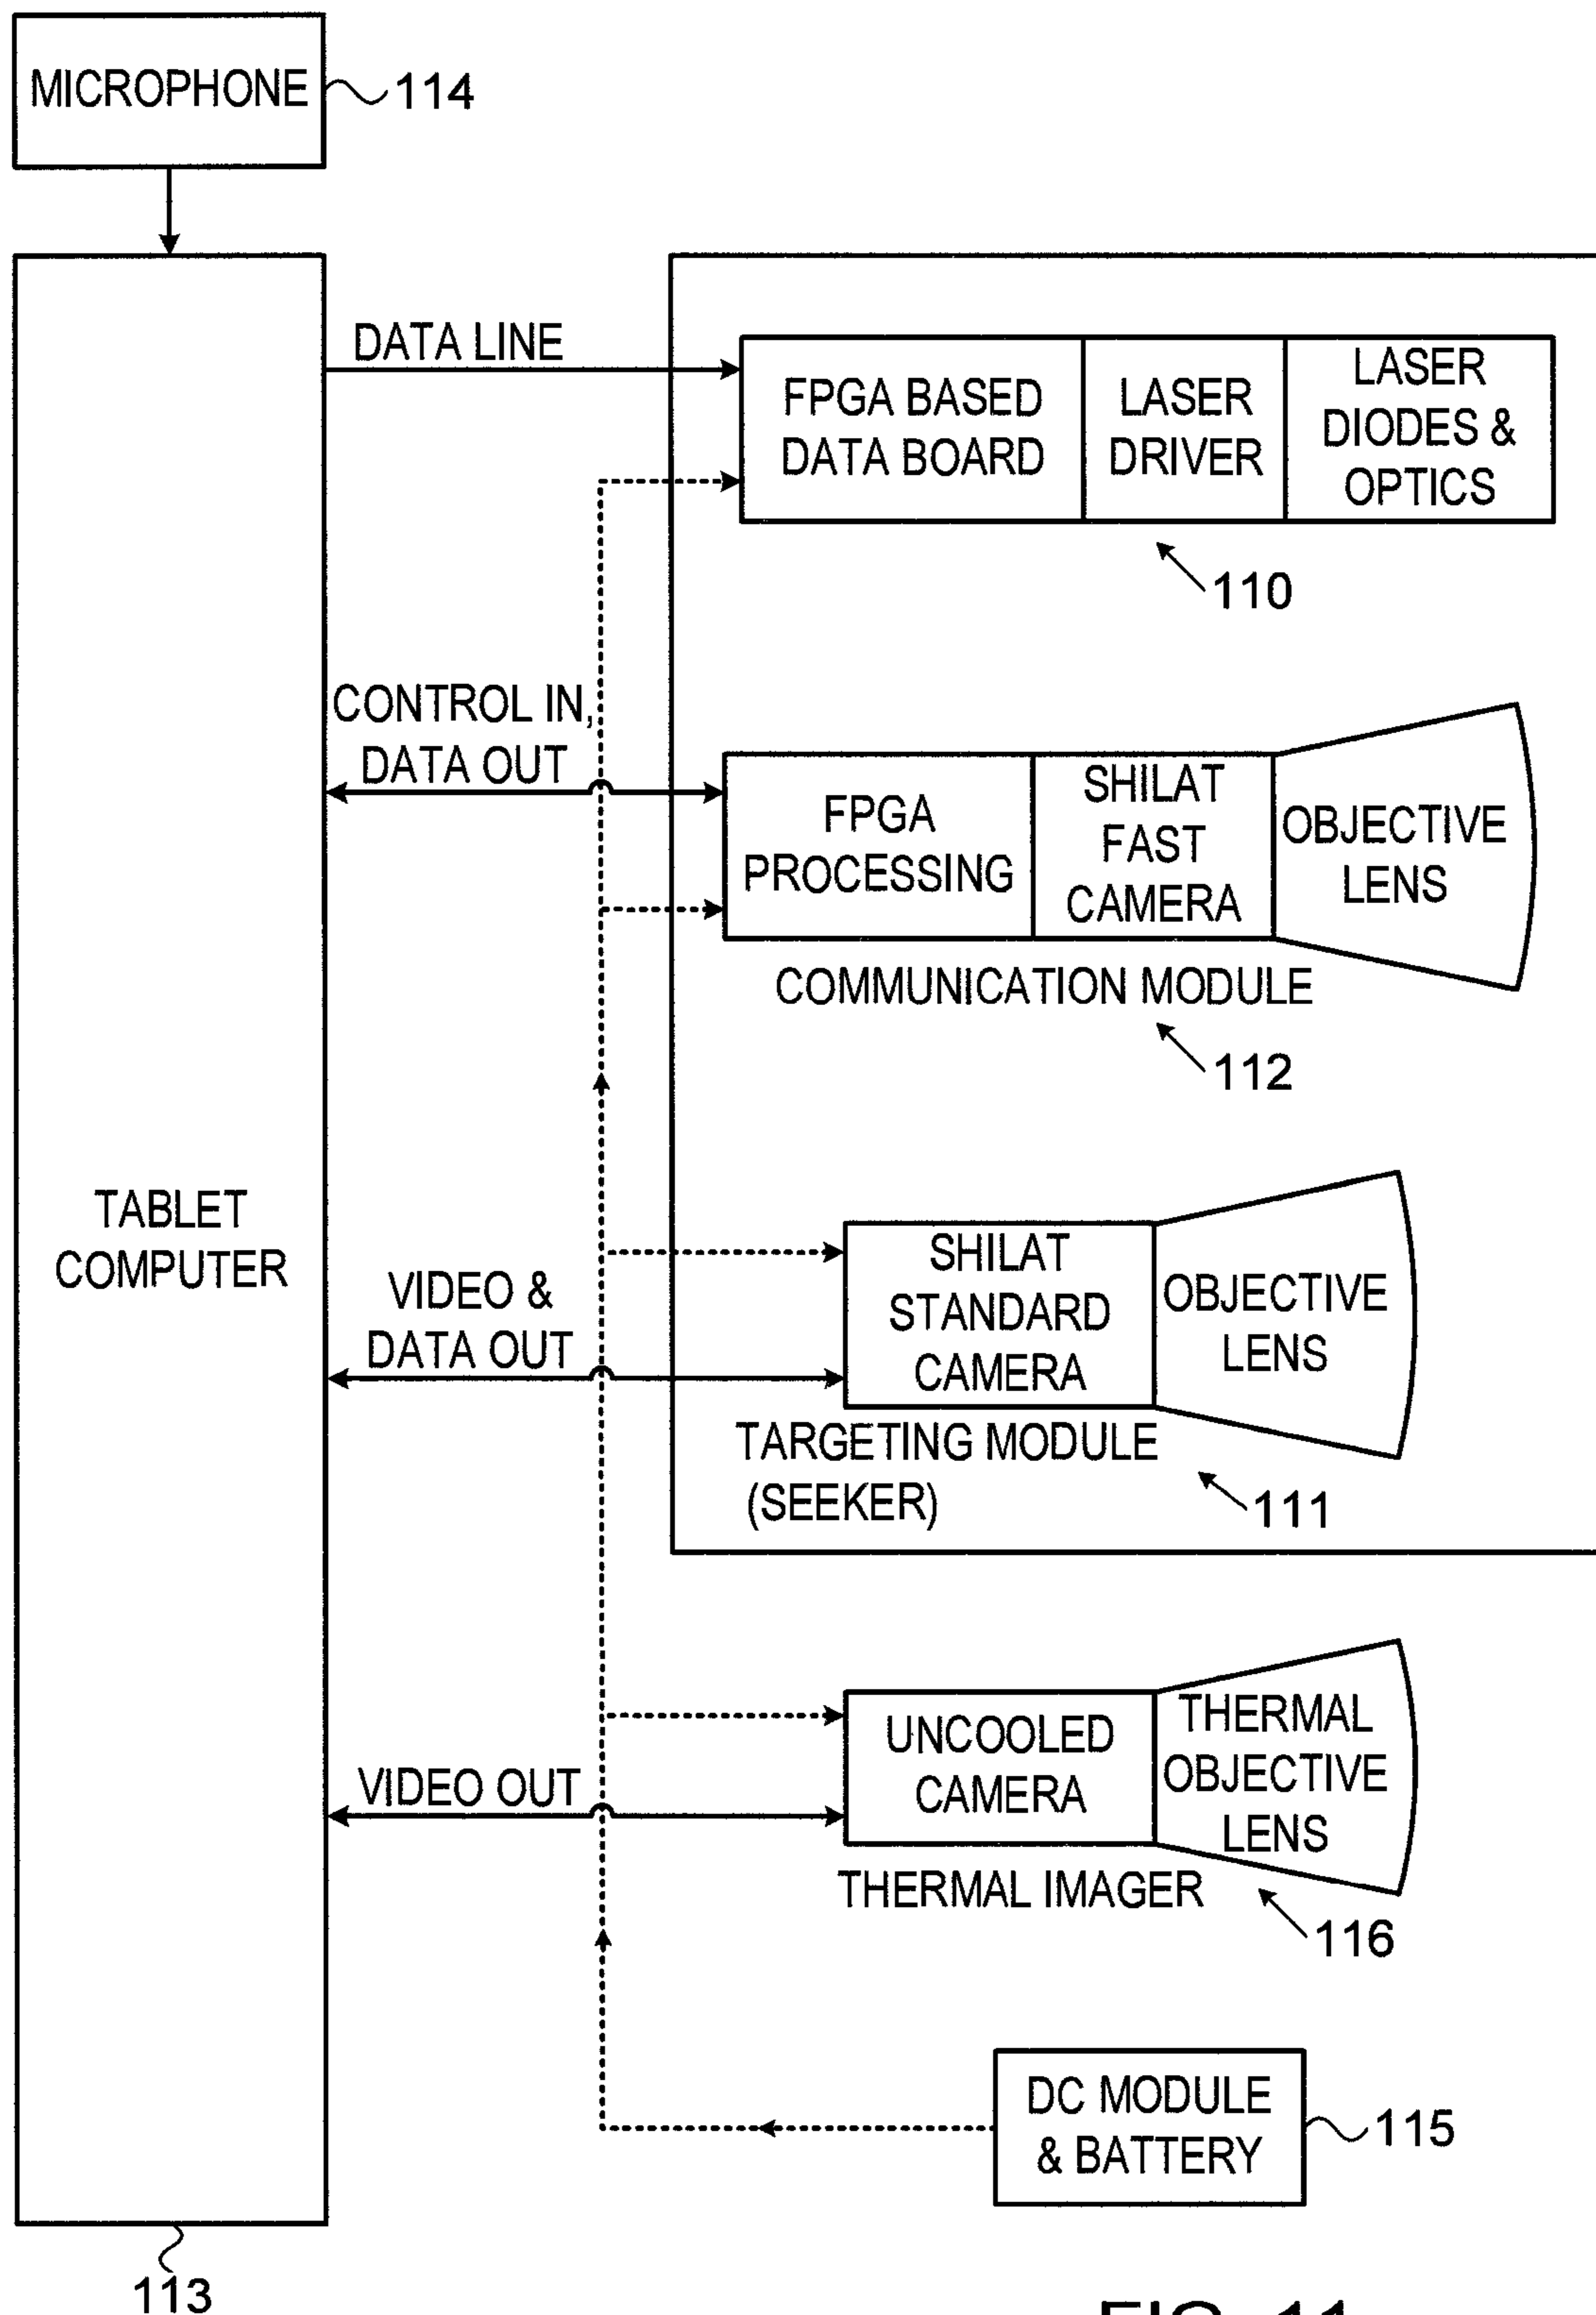 MICROPHONE
114
DATA LINE
FPGA BASED
DATA BOARD
LASER
DRIVER
LASER
DIODES &
OPTICS
110
CONTROL IN,
DATA OUT
FPGA
PROCESSING
SHILAT
FAST
CAMERA
OBJECTIVE
LENS
COMMUNICATION MODULE
112
TABLET
COMPUTER
VIDEO &
DATA OUT
SHILAT
STANDARD
CAMERA
OBJECTIVE
LENS
TARGETING MODULE
(SEEKER)
111
VIDEO OUT
UNCOOLED
CAMERA
THERMAL
OBJECTIVE
LENS
THERMAL IMAGER
116
DC MODULE
& BATTERY
115
113
FIG. 11